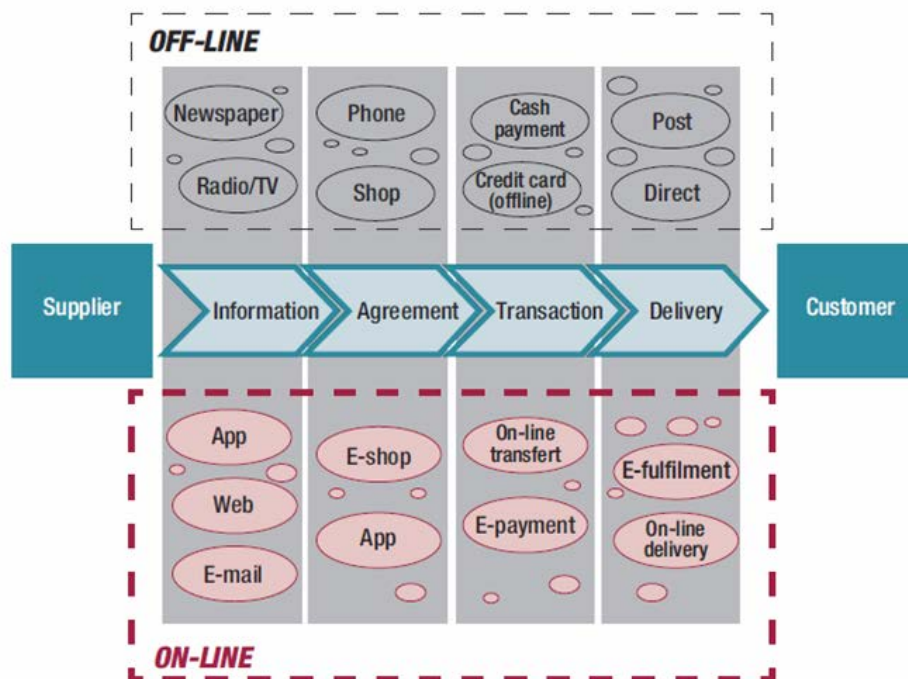 OFF-LINE
Newspaper
Phone
Cash
payment
Post
Radio/TV
Shop
Credit card
(offline)
Direct
Supplier
Information
Agreement
Transaction
Delivery
Customer
App
E-shop
On-line
transfert
E-fulfilment
Web
App
E-payment
On-line
delivery
E-mail
ON-LINE